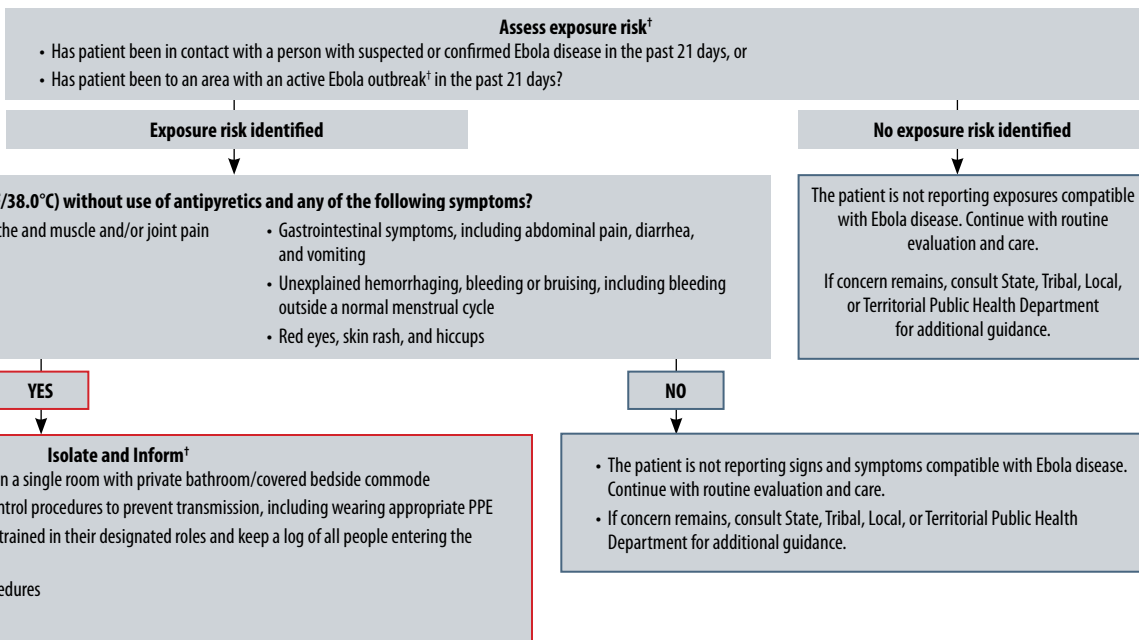 Assess exposure risk†
• Has patient been in contact with a person with suspected or confirmed Ebola disease in the past 21 days, or
• Has patient been to an area with an active Ebola outbreak† in the past 21 days?
Exposure risk identified
No exposure risk identified
/38.0°C) without use of antipyretics and any of the following symptoms?
che and muscle and/or joint pain
• Gastrointestinal symptoms, including abdominal pain, diarrhea,
and vomiting
• Unexplained hemorrhaging, bleeding or bruising, including bleeding
outside a normal menstrual cycle
• Red eyes, skin rash, and hiccups
The patient is not reporting exposures compatible
with Ebola disease. Continue with routine
evaluation and care.
If concern remains, consult State, Tribal, Local,
or Territorial Public Health Department
for additional guidance.
YES
NO
Isolate and Inform†
n a single room with private bathroom/covered bedside commode
ntrol procedures to prevent transmission, including wearing appropriate PPE
trained in their designated roles and keep a log of all people entering the
edures
• The patient is not reporting signs and symptoms compatible with Ebola disease.
Continue with routine evaluation and care.
• If concern remains, consult State, Tribal, Local, or Territorial Public Health
Department for additional guidance.